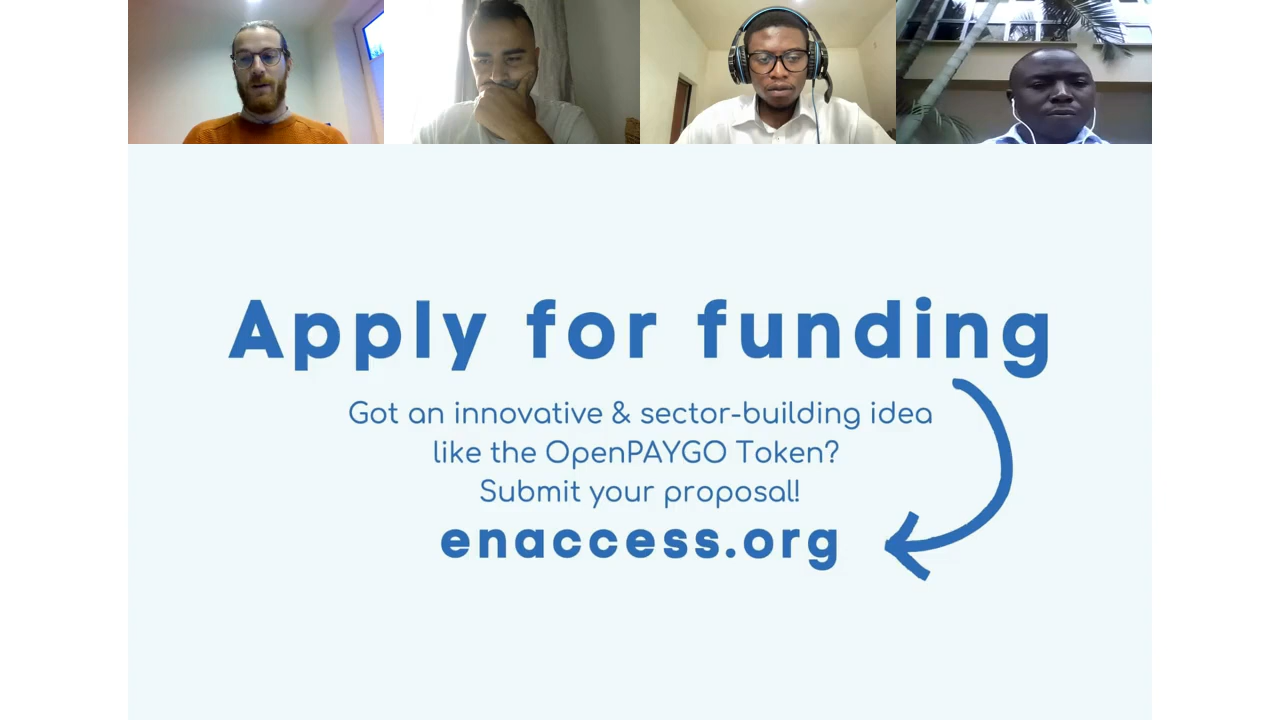 Apply for funding
Got an innovative & sector-building idea
like the OpenPAYGO Token?
Submit your proposal!
enaccess.org